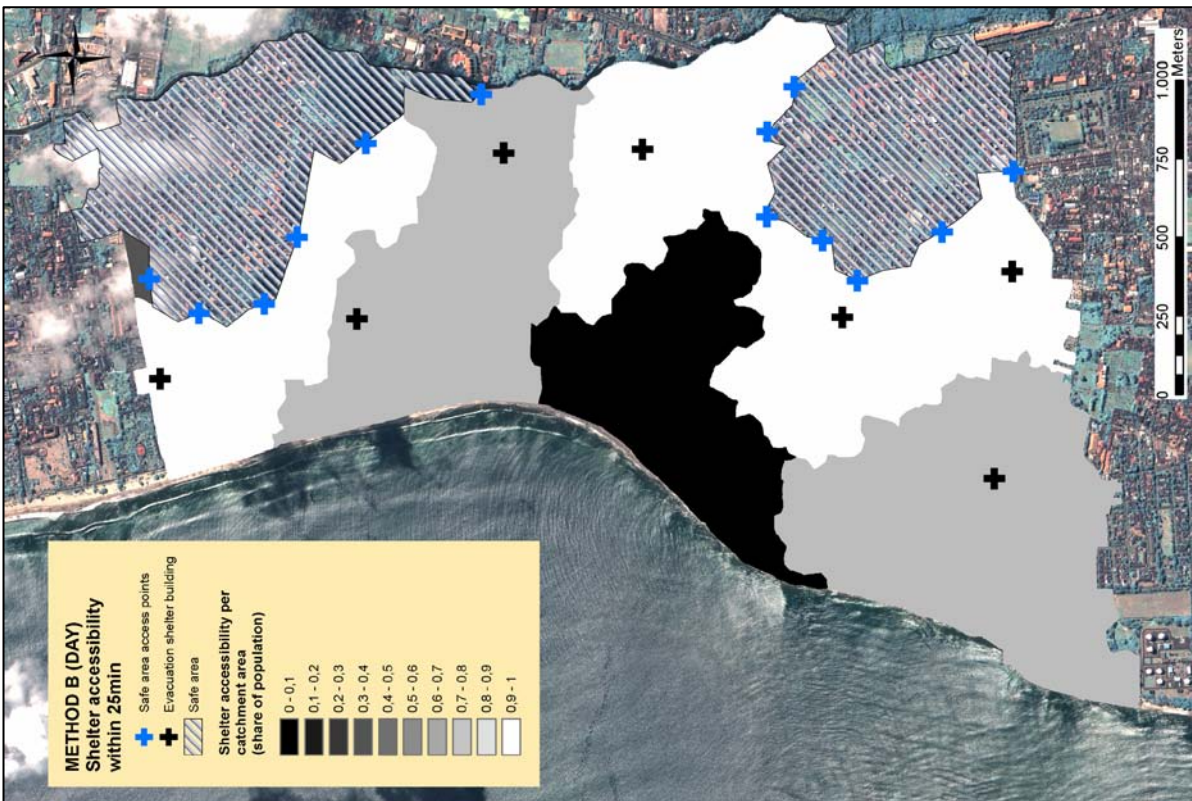 METHOD B (DAY)
Shelter accessibility
within 25min
Safe area access points
Evacuation shelter building
Safe area
Shelter accessibility per
catchment area
(share of population)
0 - 0,1
0,1 - 0,2
0,2 - 0,3
0,3 - 0,4
0,4 - 0,5
0,5 - 0,6
0,6 - 0,7
0,7 - 0,8
0,8 - 0,9
0,9 - 1
0 250 500 750 1.000
Meters